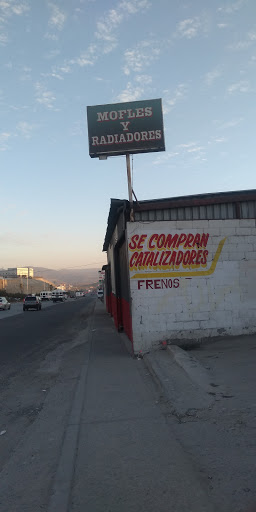 MOFLES
Y
RADIADORES
SE COMPRAN
CATALIZADORES
FRENOS